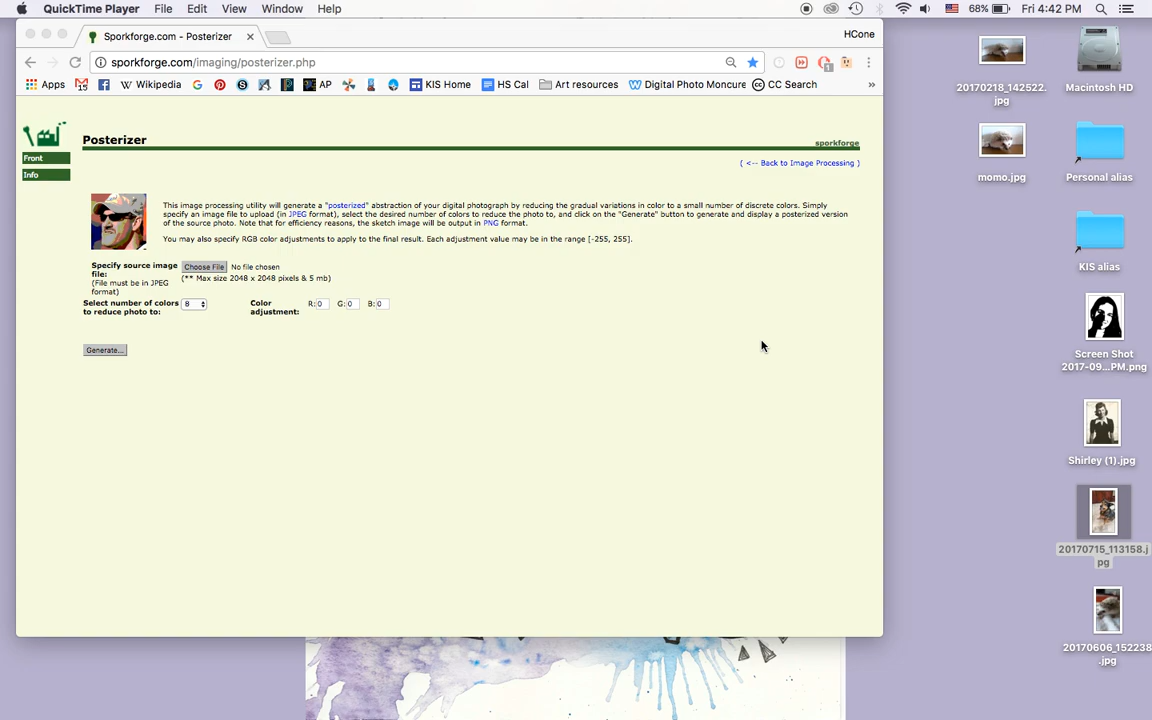 QuickTime Player File Edit View Window Help
68% Fri 4:42 PM
Sporkforge.com - Posterizer
HCone
sporkforge.com/imaging/posterizer.php
Apps 15 Wikipedia AP KIS Home HS Cal Art resources Digital Photo Moncure CC Search »
Posterizer
sporkforge
( <-- Back to Image Processing )
Front
Info
This image processing utility will generate a "posterized" abstraction of your digital photograph by reducing the gradual variations in color to a small number of discrete colors. Simply
specify an image file to upload (in JPEG format), select the desired number of colors to reduce the photo to, and click on the "Generate" button to generate and display a posterized version
of the source photo. Note that for efficiency reasons, the sketch image will be output in PNG format.
You may also specify RGB color adjustments to apply to the final result. Each adjustment value may be in the range [-255, 255].
Specify source image
file:
(File must be in JPEG
format)
Choose File No file chosen
(** Max size 2048 x 2048 pixels & 5 mb)
Select number of colors
to reduce photo to:
8
Color
adjustment:
R: 0 G: 0 B: 0
Generate...
20170218_142522.
jpg
Macintosh HD
momo.jpg
Personal alias
KIS alias
Screen Shot
2017-09...PM.png
Shirley (1).jpg
20170715_113158.j
pg
20170606_152238
.jpg